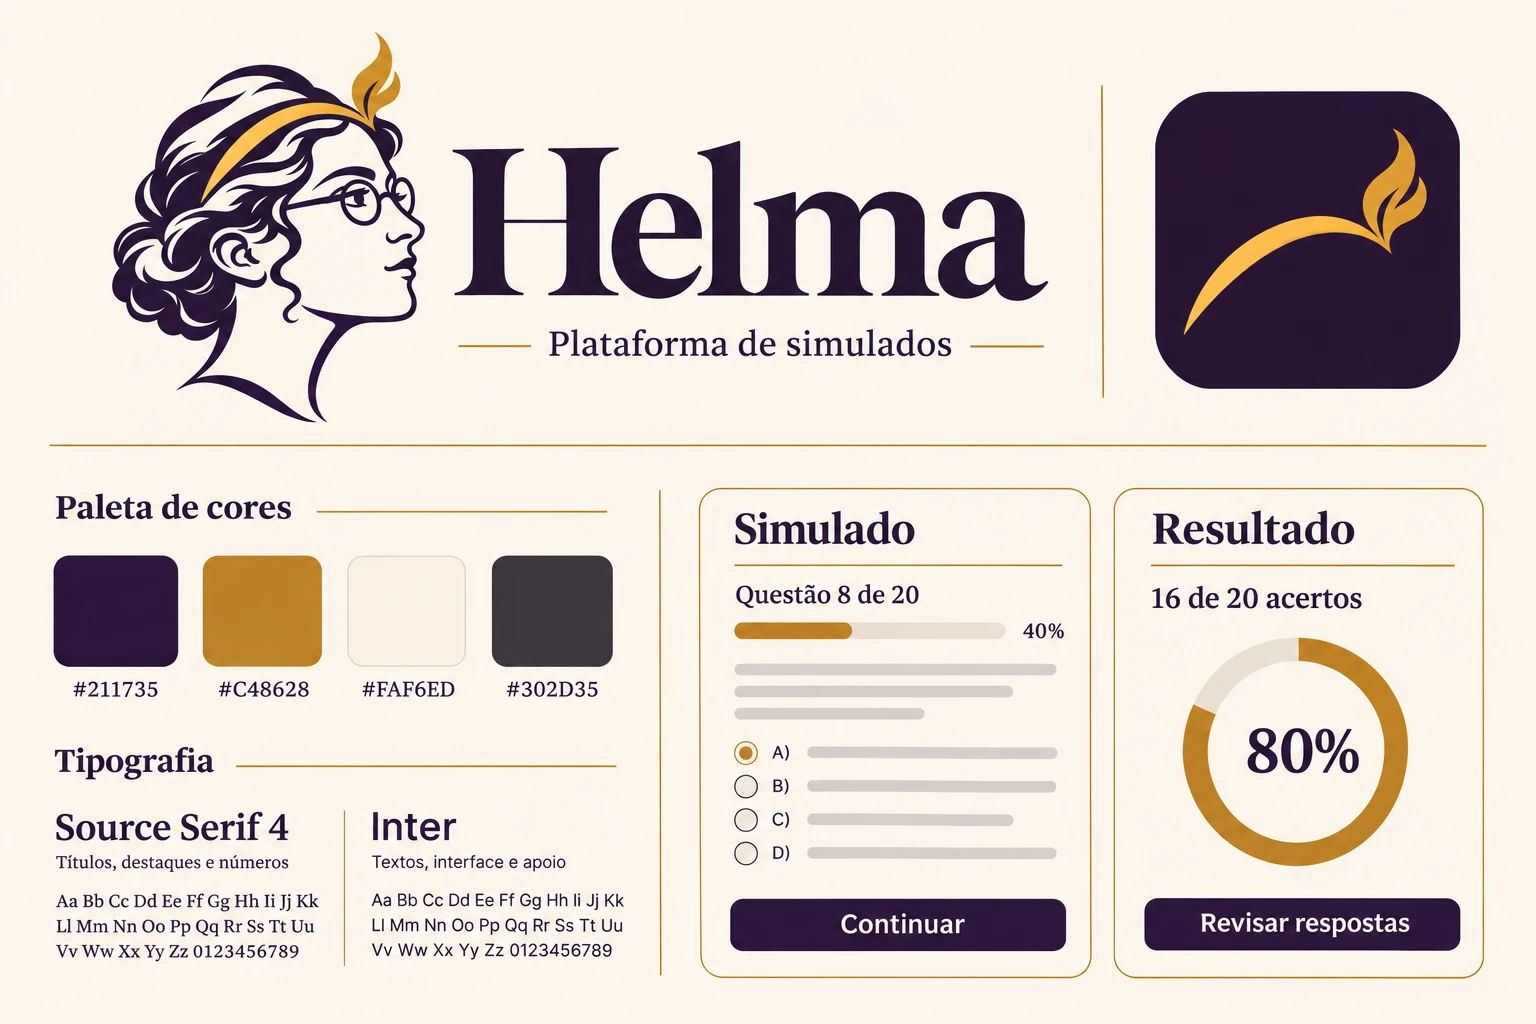 Helma
Plataforma de simulados
Paleta de cores
#211735
#C48628
#FAF6ED
#302D35
Tipografia
Source Serif 4
Títulos, destaques e números
Aa Bb Cc Dd Ee Ff Gg Hh Ii Jj Kk
Ll Mm Nn Oo Pp Qq Rr Ss Tt Uu
Vv Ww Xx Yy Zz 0123456789
Inter
Textos, interface e apoio
Aa Bb Cc Dd Ee Ff Gg Hh Ii Jj Kk
Ll Mm Nn Oo Pp Qq Rr Ss Tt Uu
Vv Ww Xx Yy Zz 0123456789
Simulado
Questão 8 de 20
40%
A)
B)
C)
D)
Continuar
Resultado
16 de 20 acertos
80%
Revisar respostas